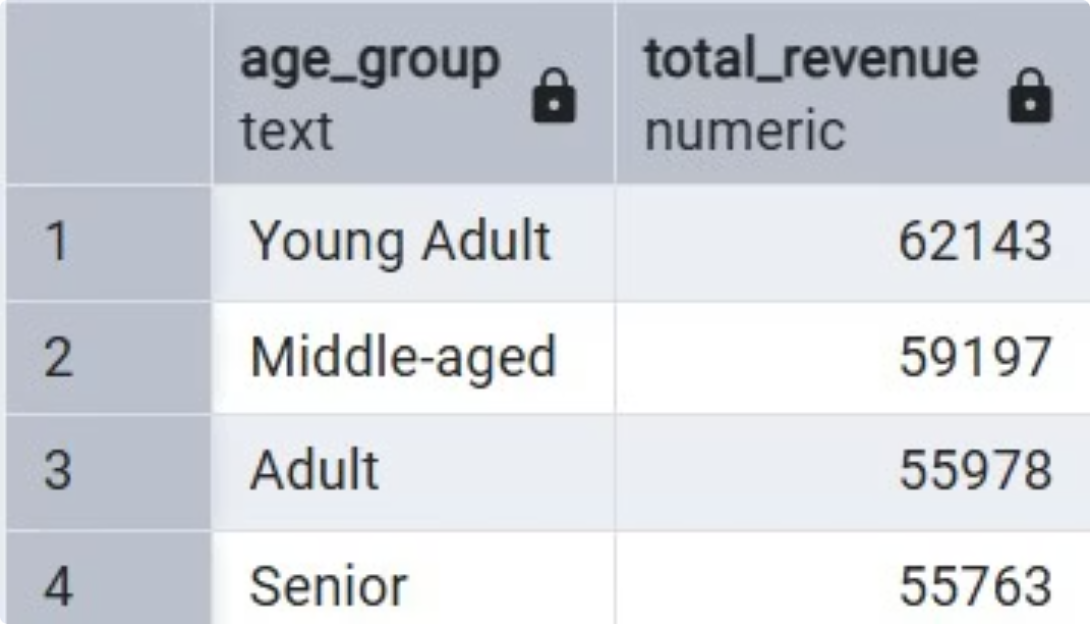 age_group total_revenue
text numeric
1 Young Adult 62143
2 Middle-aged 59197
3 Adult 55978
4 Senior 55763